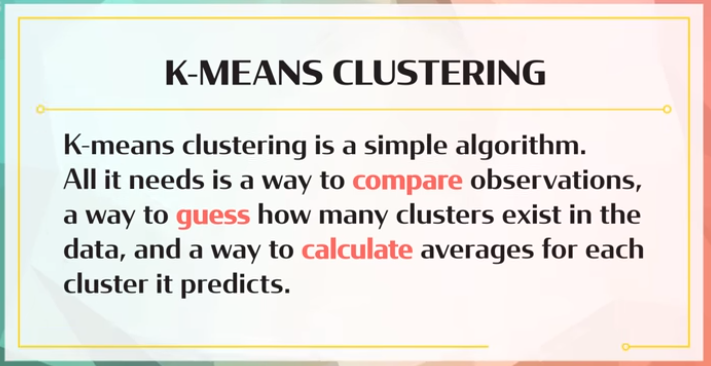 K-MEANS CLUSTERING
K-means clustering is a simple algorithm.
All it needs is a way to compare observations,
a way to guess how many clusters exist in the
data, and a way to calculate averages for each
cluster it predicts.